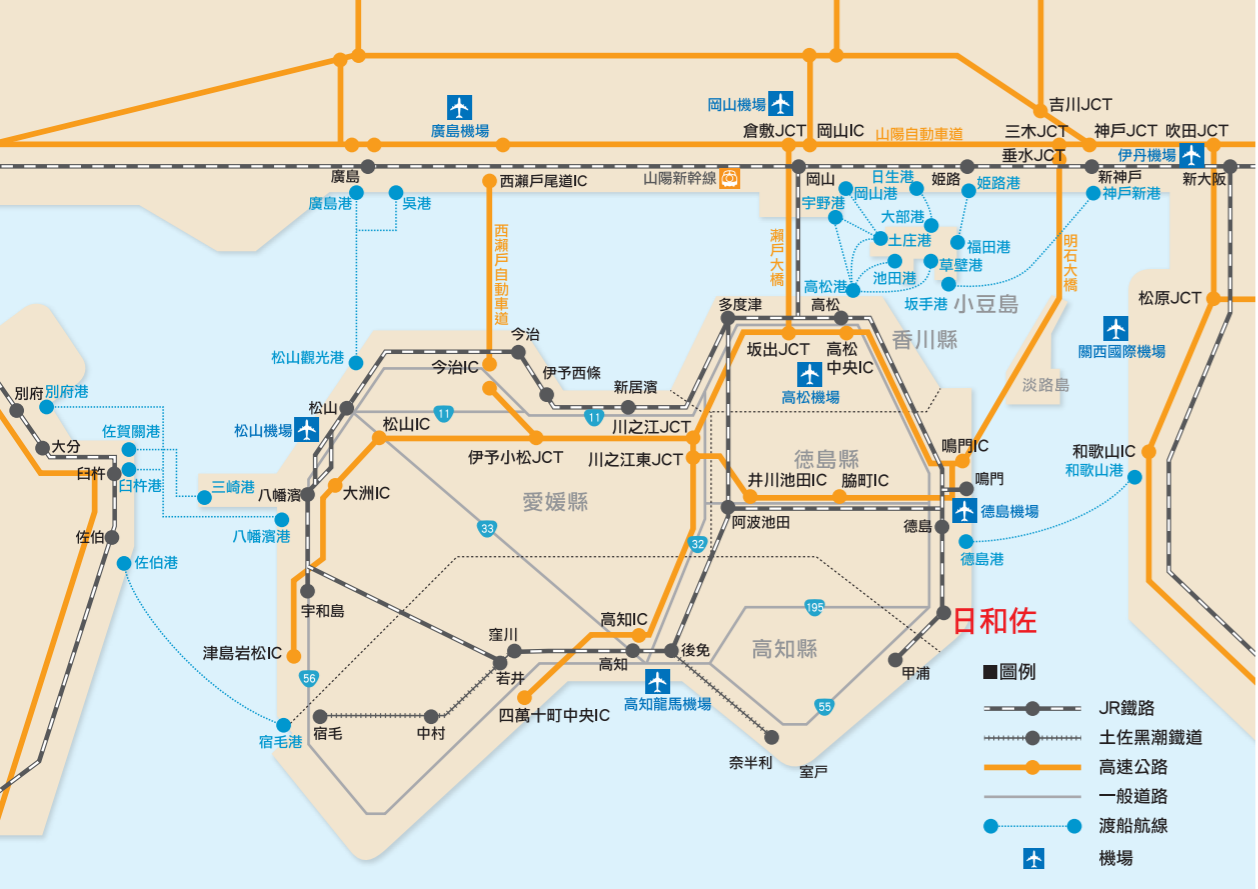 吉川JCT
岡山機場
廣島機場
倉敷JCT
岡山IC
山陽自動車道
三木JCT
神戶JCT
吹田JCT
垂水JCT
伊丹機場
廣島
西瀨戶尾道IC
山陽新幹線
岡山
日生港
姬路
姬路港
新神戶
新大阪
廣島港
吳港
岡山港
神戶新港
宇野港
大部港
西瀨戶自動車道
瀨戶大橋
土庄港
福田港
明石大橋
池田港
草壁港
高松港
坂手港
小豆島
松原JCT
多度津
高松
香川縣
今治
松山觀光港
今治IC
坂出JCT
高松
中央IC
關西國際機場
伊予西條
新居濱
高松機場
淡路島
別府
別府港
松山
11
11
松山IC
川之江JCT
松山機場
佐賀關港
大分
伊予小松JCT
川之江東JCT
徳島縣
鳴門IC
和歌山IC
和歌山港
臼杵
臼杵港
三崎港
八幡濱
大洲IC
愛媛縣
井川池田IC
脇町IC
鳴門
八幡濱港
33
阿波池田
德島機場
德島
佐伯
32
德島港
佐伯港
宇和島
高知IC
195
日和佐
津島岩松IC
窪川
高知
後免
高知縣
甲浦
若井
56
高知龍馬機場
四萬十町中央IC
55
宿毛港
宿毛
中村
奈半利
室戸
■圖例
JR鐵路
土佐黑潮鐵道
高速公路
一般道路
渡船航線
機場